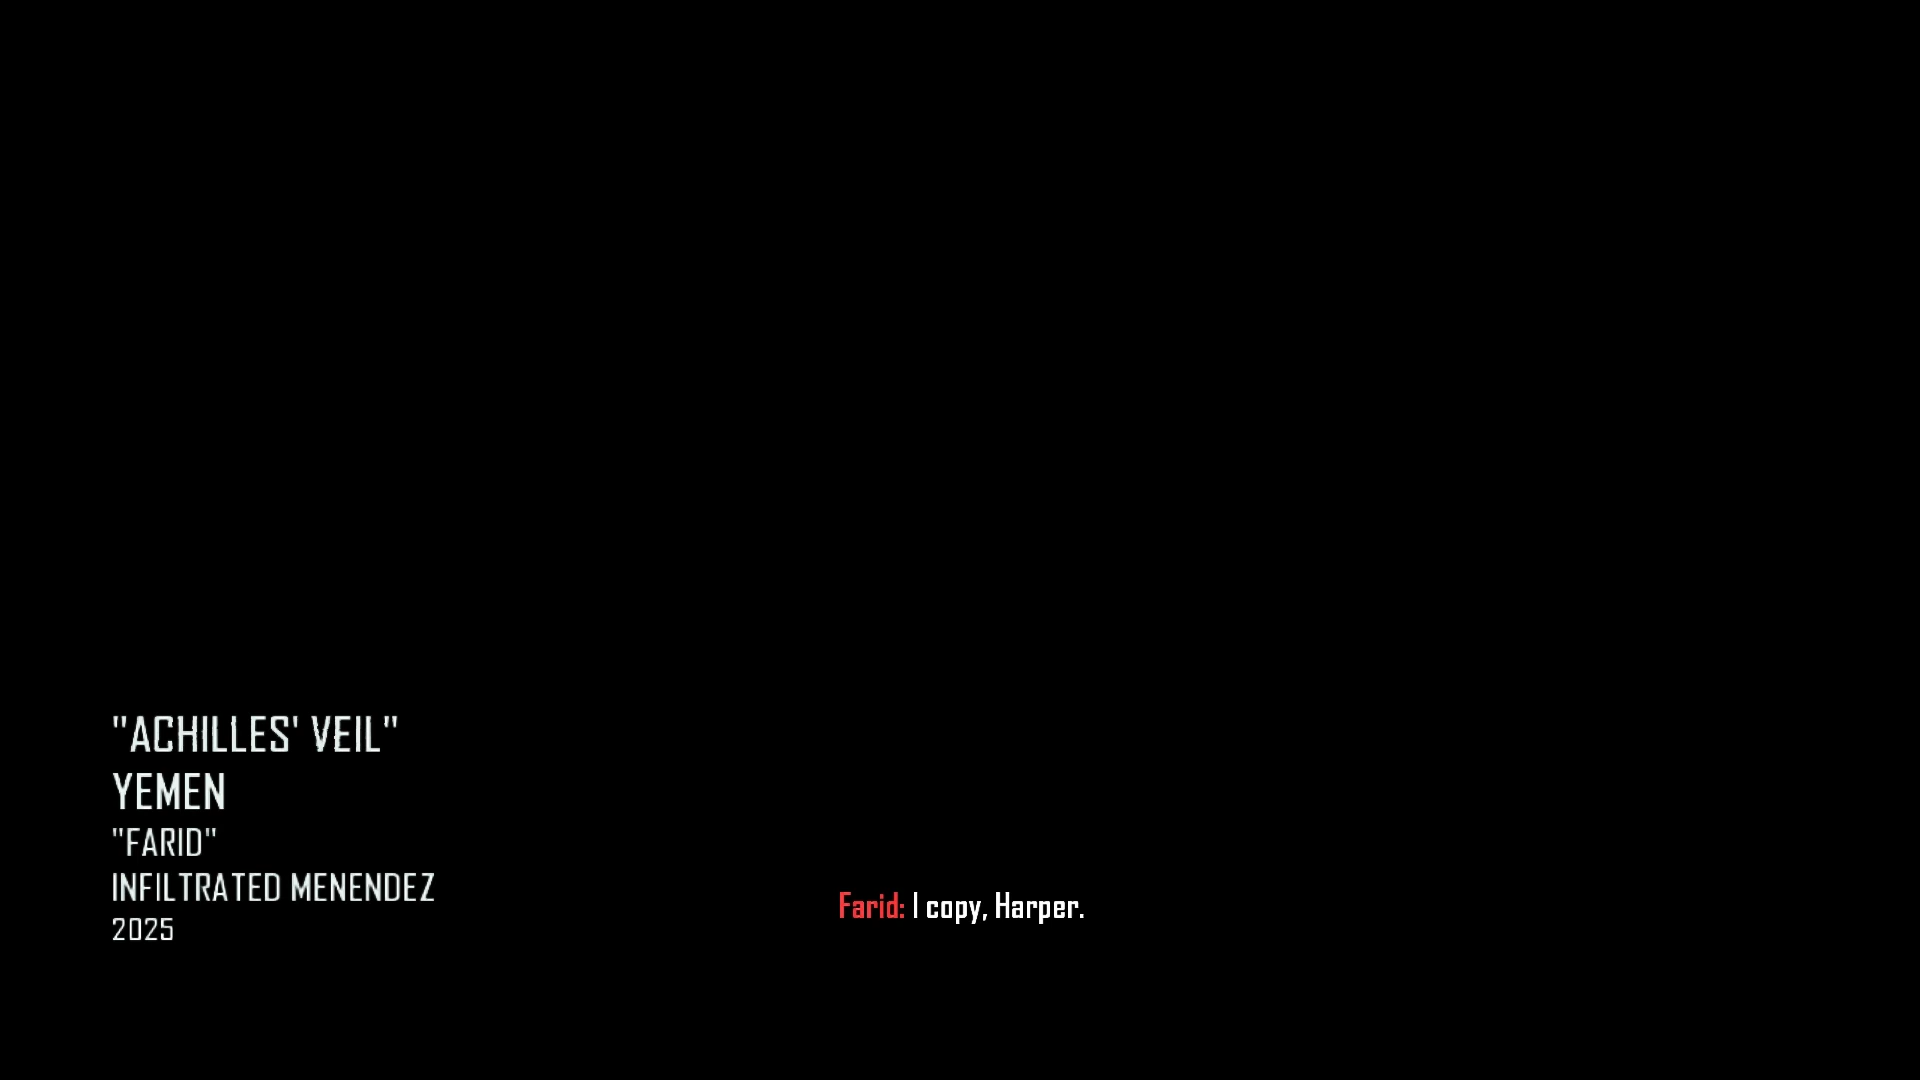 "ACHILLES' VEIL"
YEMEN
"FARID"
INFILTRATED MENENDEZ
2025
Farid: I copy, Harper.